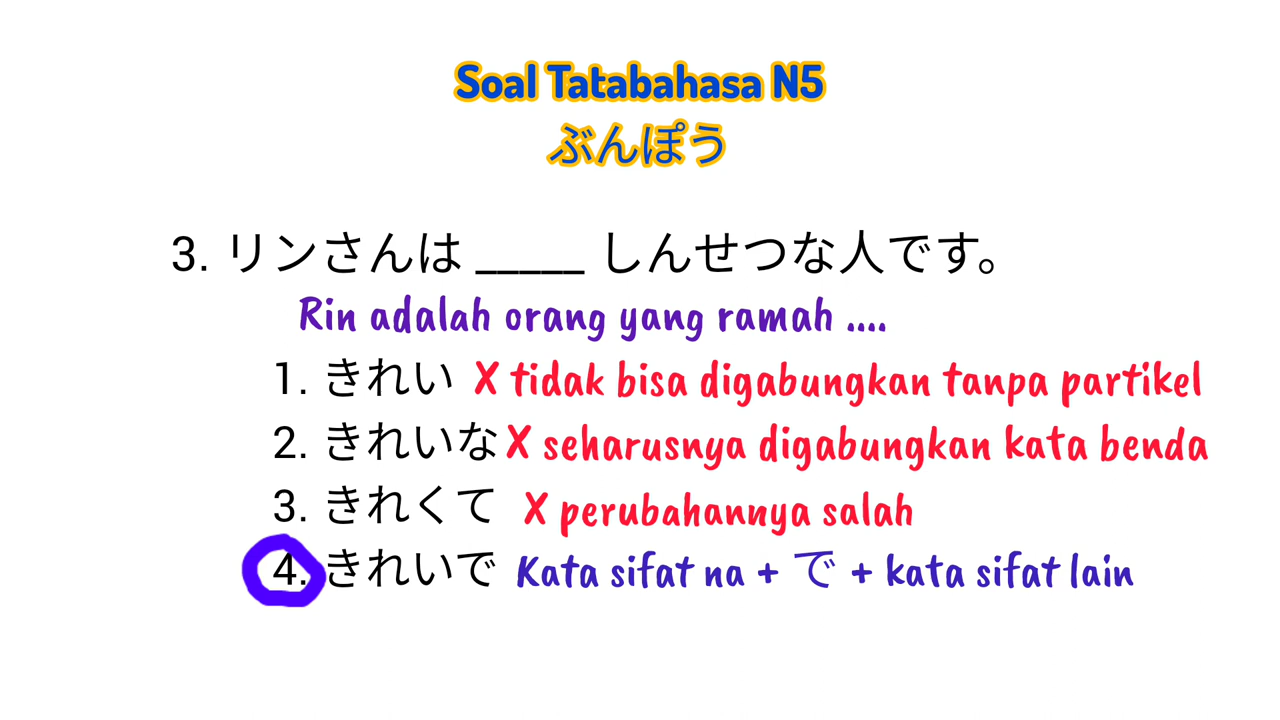 Soal Tatabahasa N5
ぶんぽう
3. リンさんは _____ しんせつな人です。
Rin adalah orang yang ramah ....
1. きれい X tidak bisa digabungkan tanpa partikel
2. きれいな X seharusnya digabungkan kata benda
3. きれくて X perubahannya salah
4. きれいで Kata sifat na + で + kata sifat lain